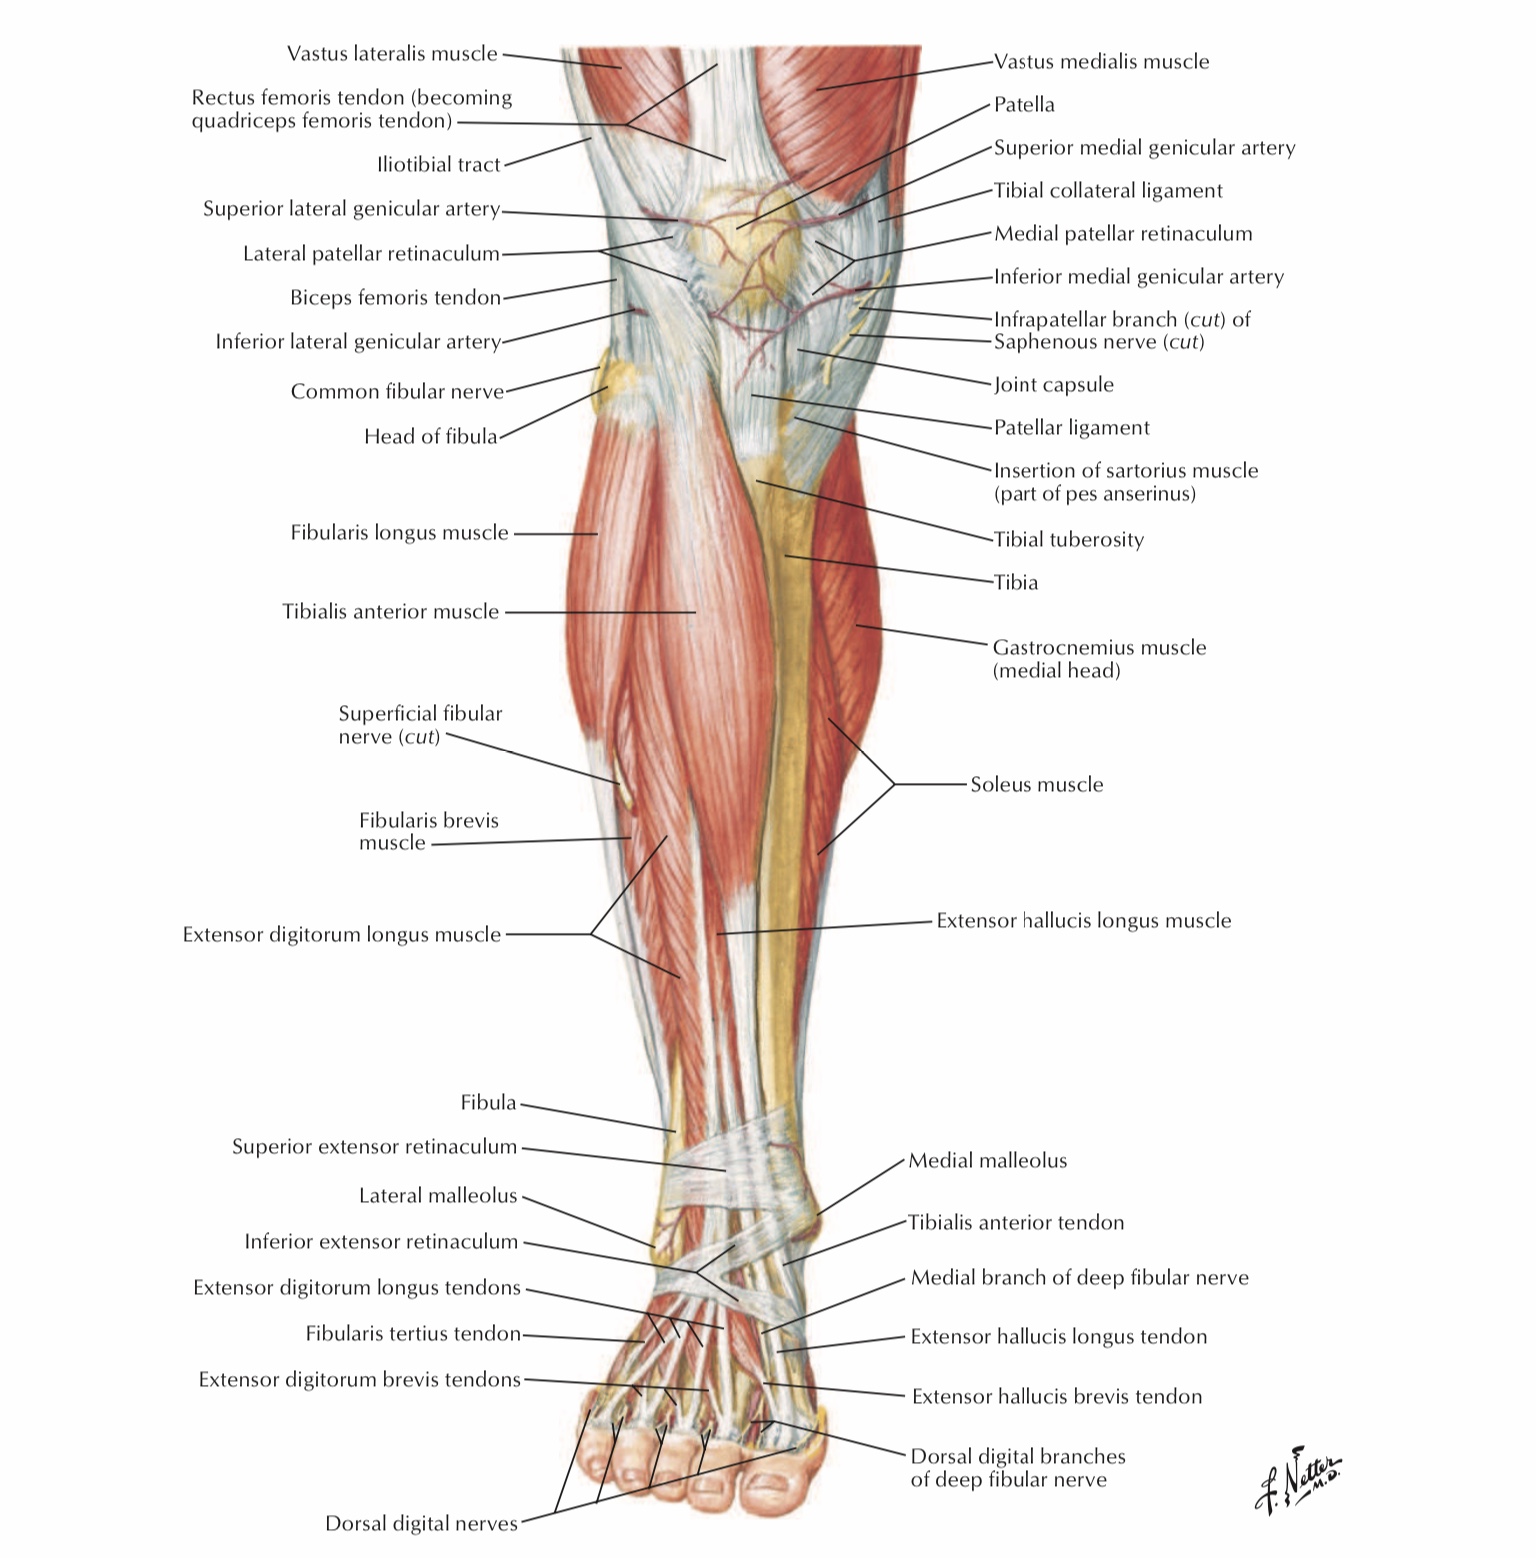 Vastus lateralis muscle
Rectus femoris tendon (becoming
quadriceps femoris tendon)
Iliotibial tract
Superior lateral genicular artery
Lateral patellar retinaculum
Biceps femoris tendon
Inferior lateral genicular artery
Common fibular nerve
Head of fibula
Fibularis longus muscle
Tibialis anterior muscle
Superficial fibular
nerve (cut)
Fibularis brevis
muscle
Extensor digitorum longus muscle
Fibula
Superior extensor retinaculum
Lateral malleolus
Inferior extensor retinaculum
Extensor digitorum longus tendons
Fibularis tertius tendon
Extensor digitorum brevis tendons
Dorsal digital nerves
Vastus medialis muscle
Patella
Superior medial genicular artery
Tibial collateral ligament
Medial patellar retinaculum
Inferior medial genicular artery
Infrapatellar branch (cut) of
Saphenous nerve (cut)
Joint capsule
Patellar ligament
Insertion of sartorius muscle
(part of pes anserinus)
Tibial tuberosity
Tibia
Gastrocnemius muscle
(medial head)
Soleus muscle
Extensor hallucis longus muscle
Medial malleolus
Tibialis anterior tendon
Medial branch of deep fibular nerve
Extensor hallucis longus tendon
Extensor hallucis brevis tendon
Dorsal digital branches
of deep fibular nerve
F. Netter
M.D.